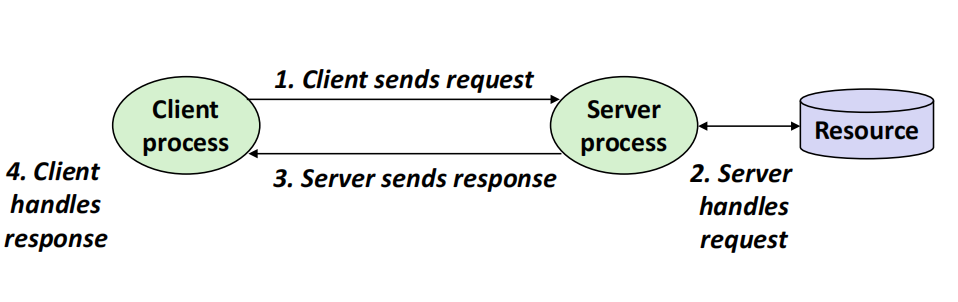 1. Client sends request
Client
process
Server
process
Resource
3. Server sends response
4. Client
handles
response
2. Server
handles
request